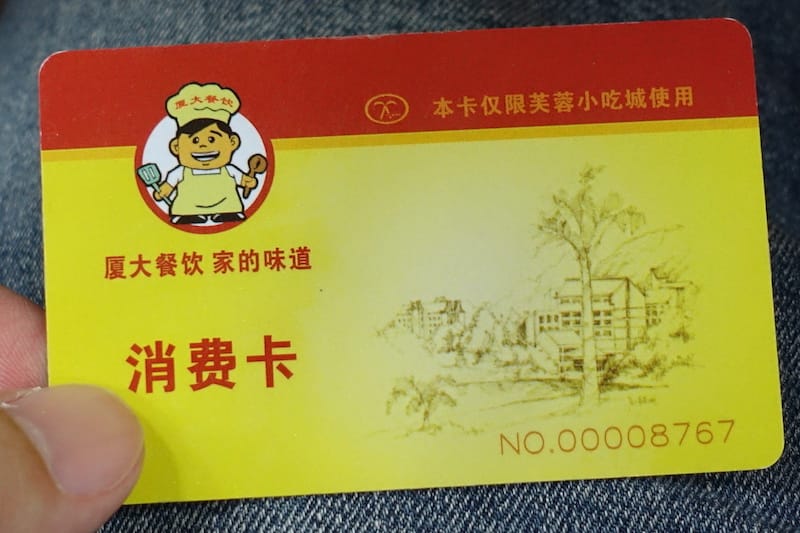 本卡仅限芙蓉小吃城使用
厦大餐饮
厦大餐饮 家的味道
消费卡
NO.00008767